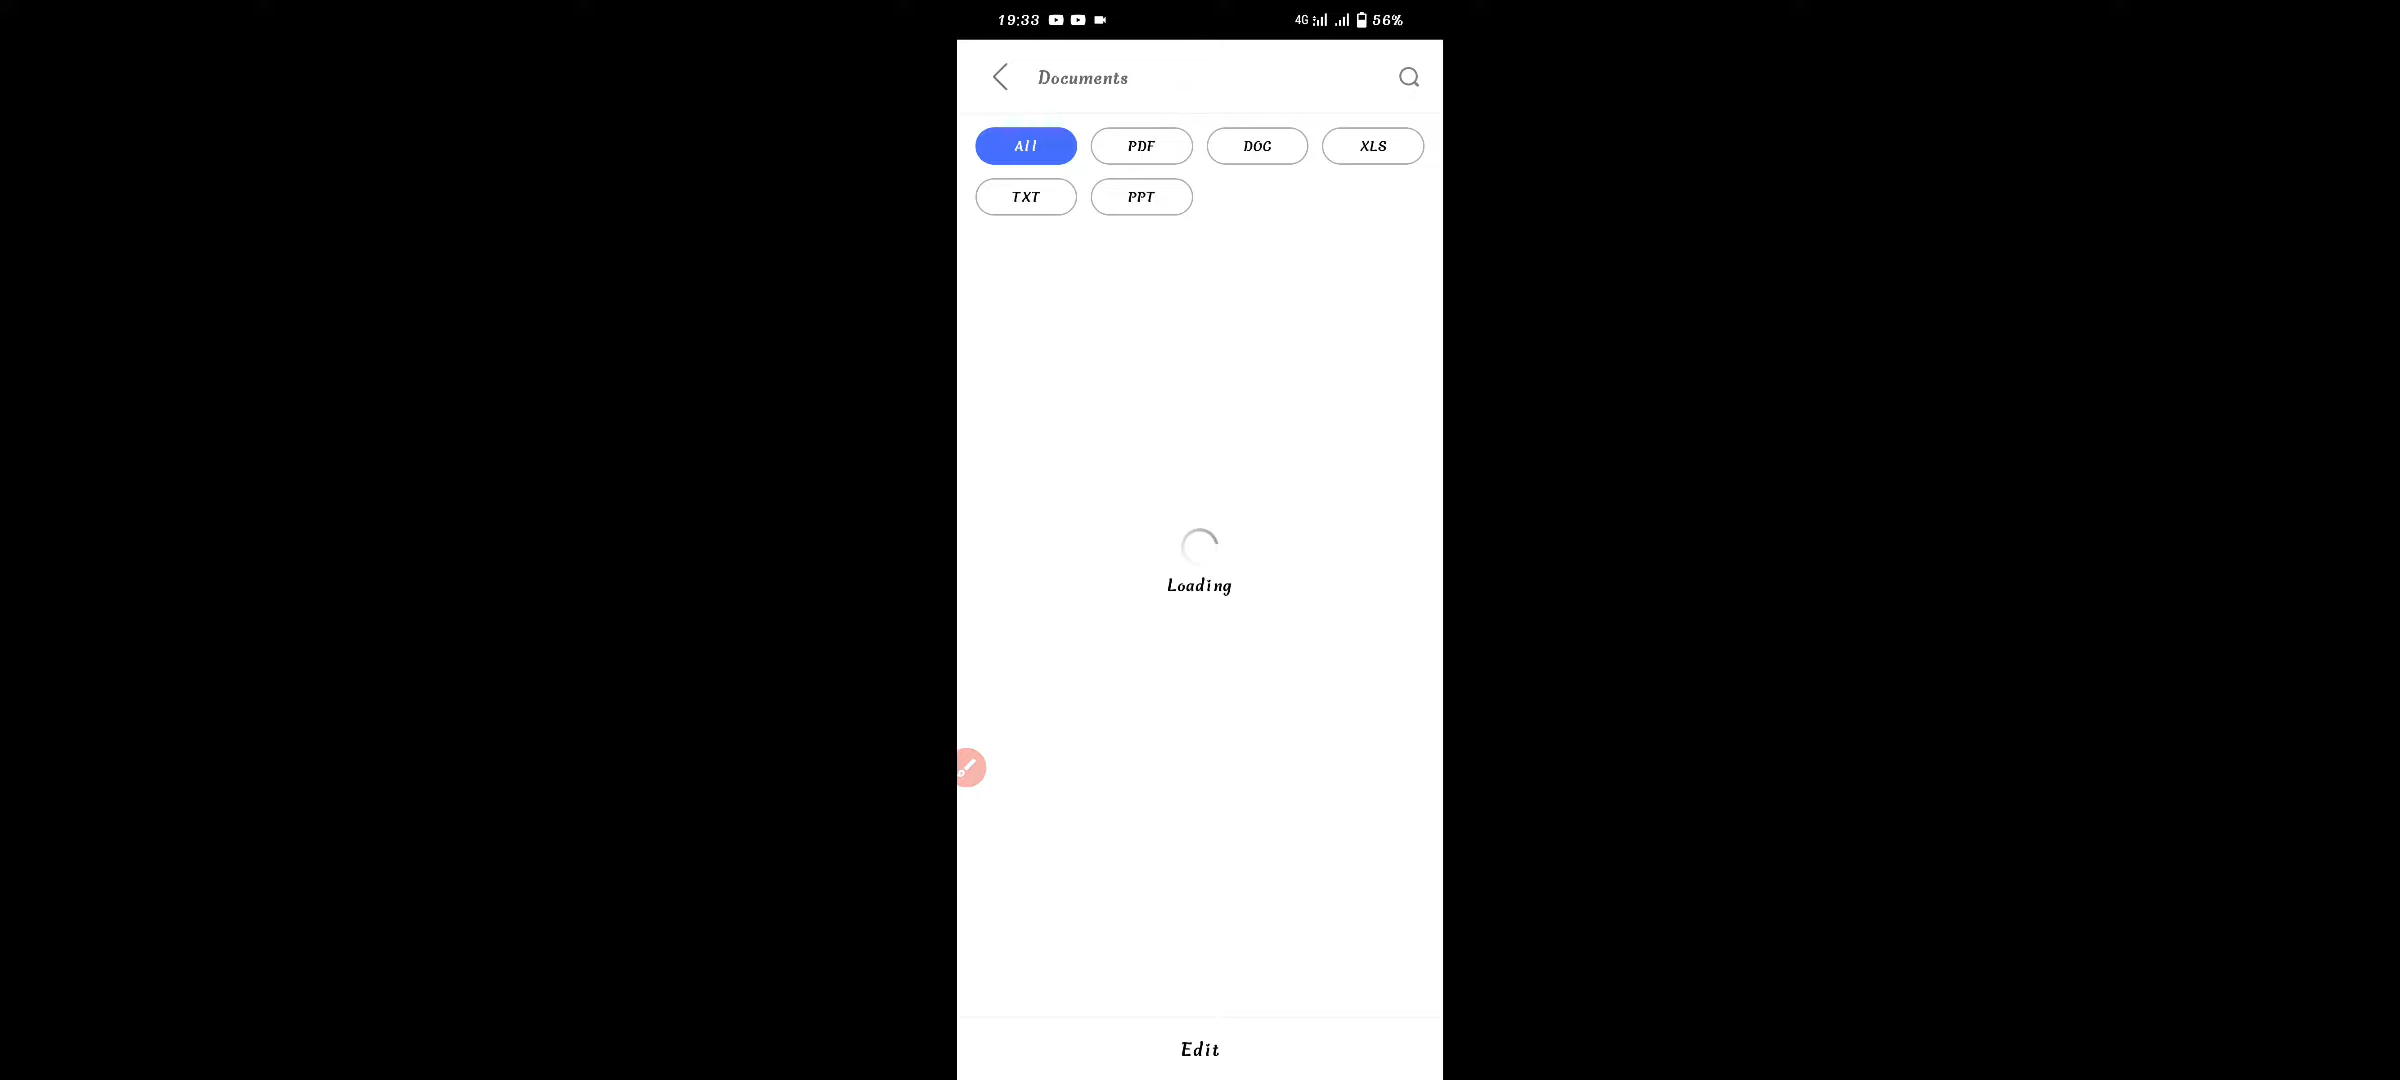 19:33 4G 56%
Documents
All PDF DOC XLS
TXT PPT
Loading
Edit